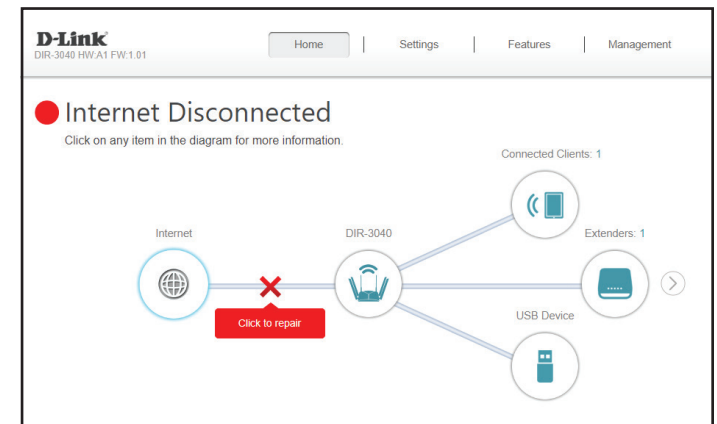 D-Link
DIR-3040 HW:A1 FW:1.01
Home
Settings
Features
Management
Internet Disconnected
Click on any item in the diagram for more information.
Connected Clients: 1
Internet
DIR-3040
Extenders: 1
Click to repair
USB Device